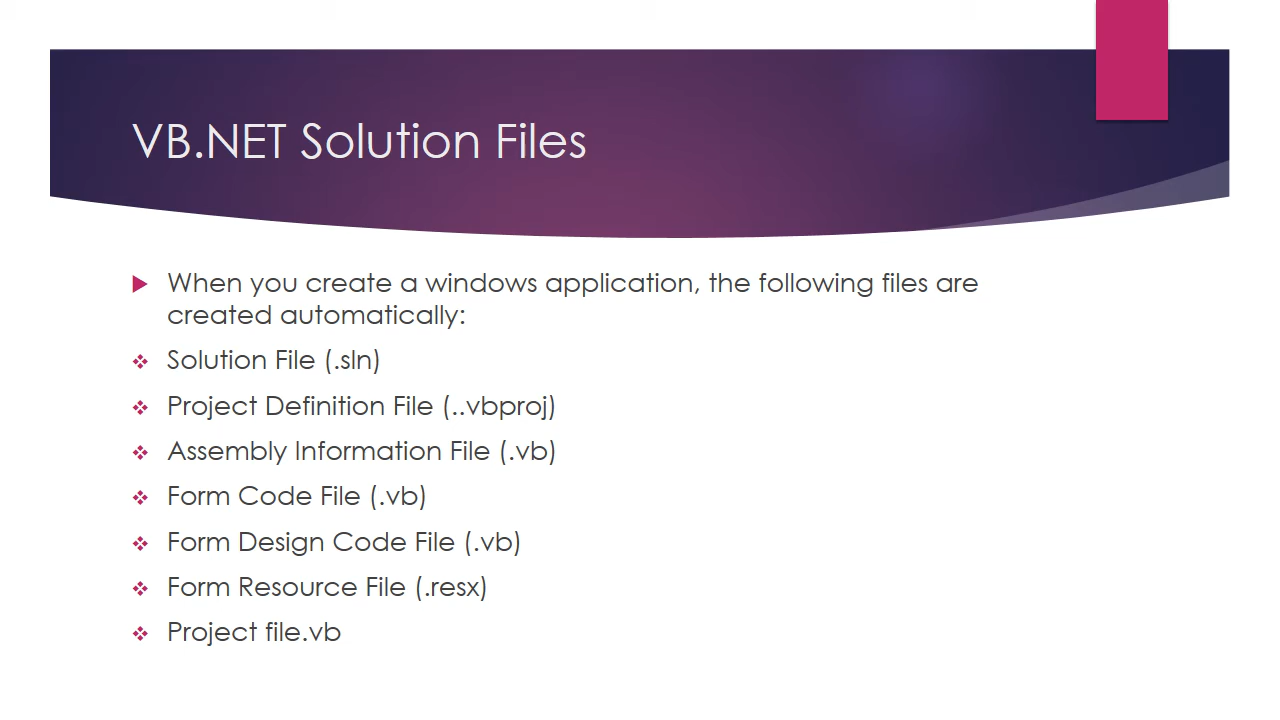 VB.NET Solution Files
When you create a windows application, the following files are
created automatically:
Solution File (.sln)
Project Definition File (..vbproj)
Assembly Information File (.vb)
Form Code File (.vb)
Form Design Code File (.vb)
Form Resource File (.resx)
Project file.vb